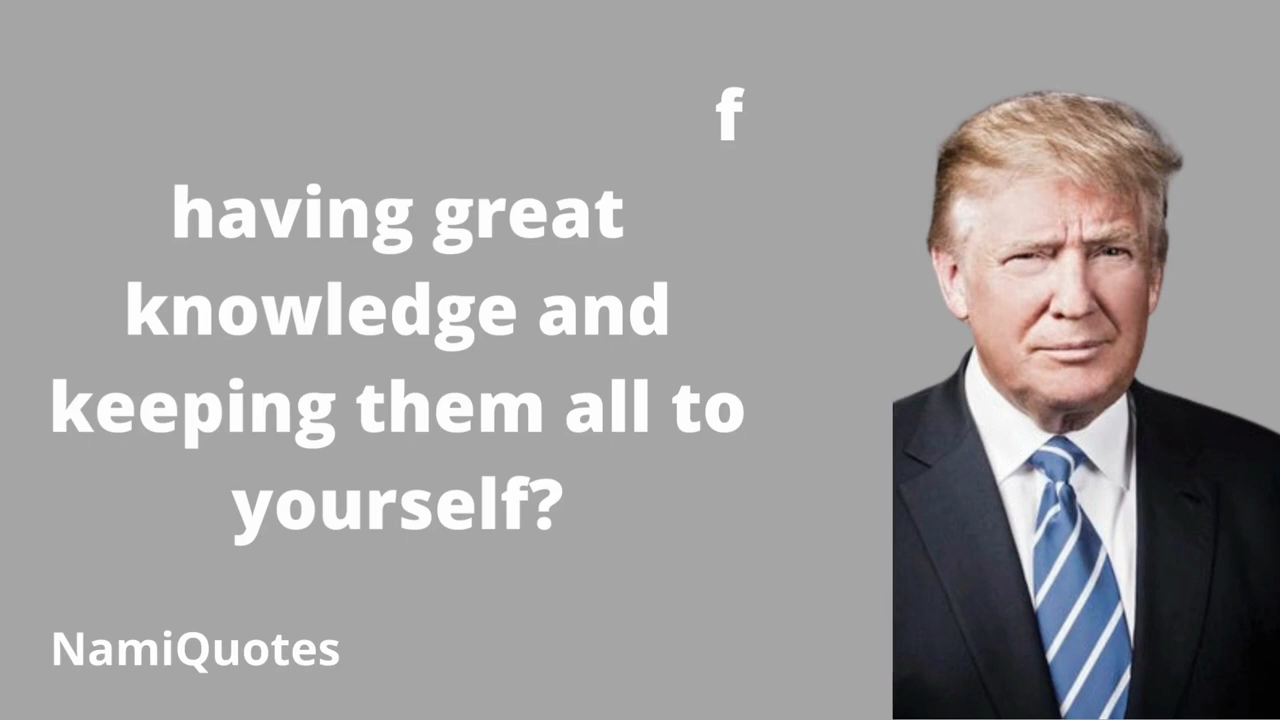 f
having great
knowledge and
keeping them all to
yourself?
NamiQuotes